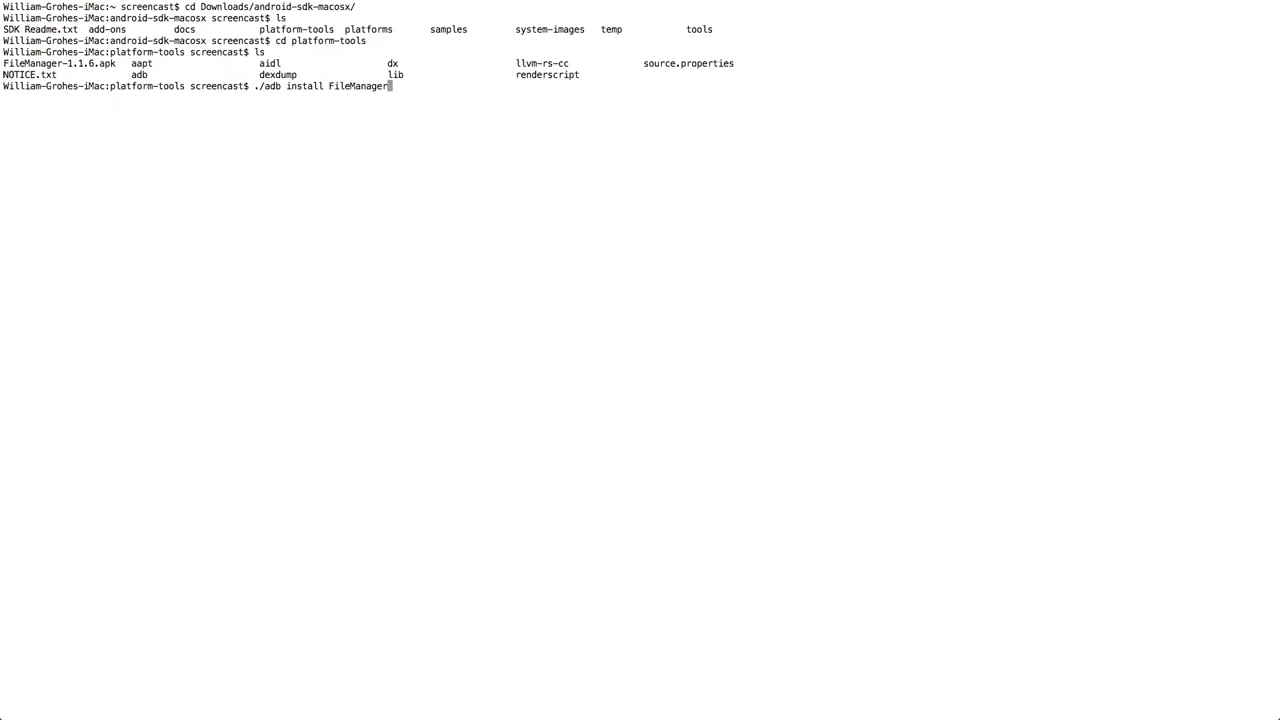 William-Grohes-iMac:~ screencast$ cd Downloads/android-sdk-macosx/
William-Grohes-iMac:android-sdk-macosx screencast$ ls
SDK Readme.txt add-ons docs platform-tools platforms samples system-images temp tools
William-Grohes-iMac:android-sdk-macosx screencast$ cd platform-tools
William-Grohes-iMac:platform-tools screencast$ ls
FileManager-1.1.6.apk aapt aidl dx llvm-rs-cc source.properties
NOTICE.txt adb dexdump lib renderscript
William-Grohes-iMac:platform-tools screencast$ ./adb install FileManager